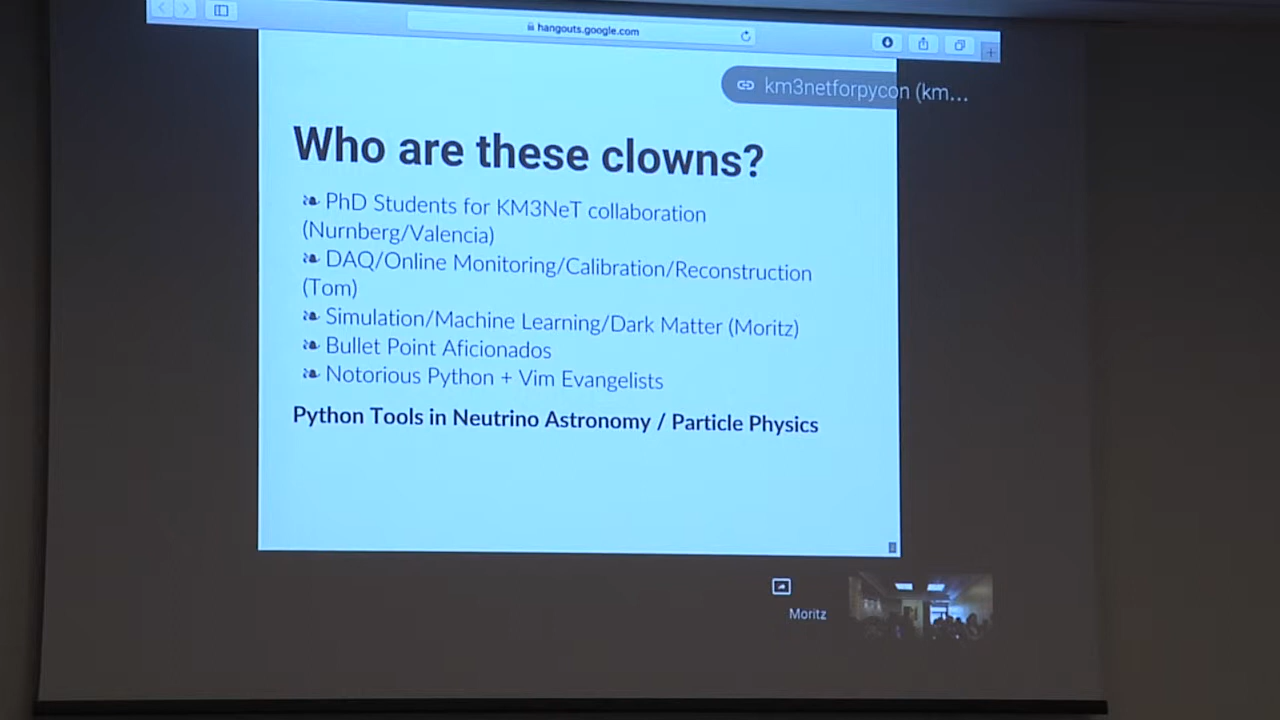 hangouts.google.com
km3netforpycon (km...
Who are these clowns?
PhD Students for KM3NeT collaboration
(Nurnberg/Valencia)
DAQ/Online Monitoring/Calibration/Reconstruction
(Tom)
Simulation/Machine Learning/Dark Matter (Moritz)
Bullet Point Aficionados
Notorious Python + Vim Evangelists
Python Tools in Neutrino Astronomy / Particle Physics
Moritz